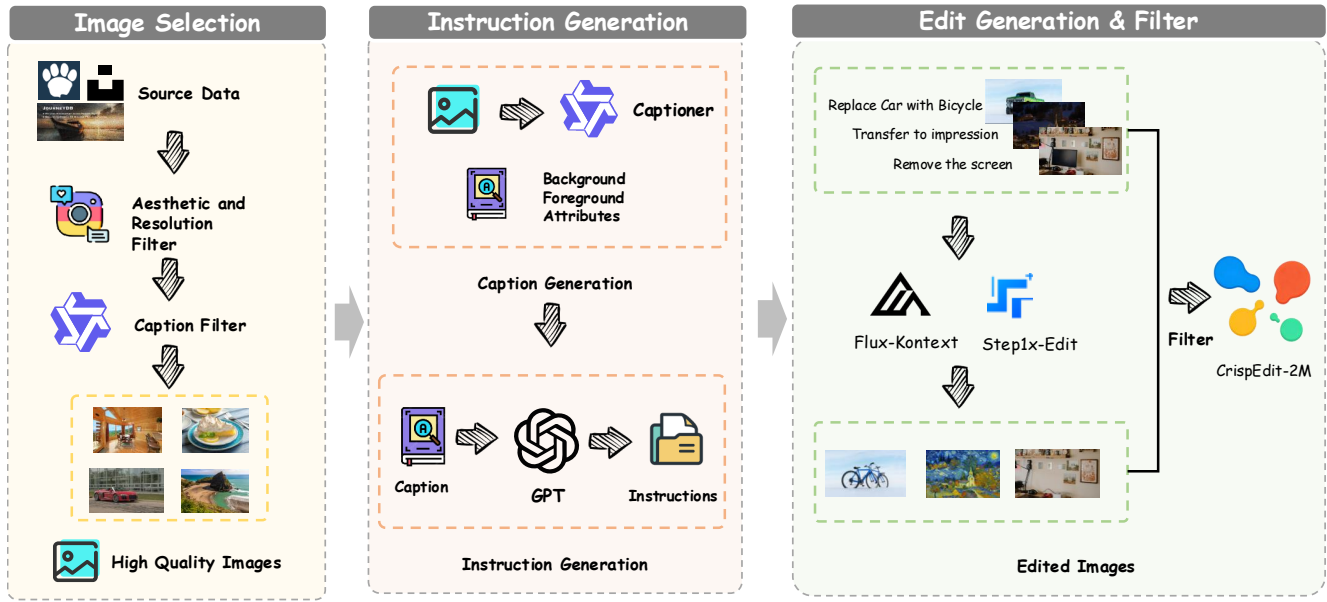 Image Selection
Source Data
JOURNEYDB
Aesthetic and
Resolution
Filter
Caption Filter
High Quality Images
Instruction Generation
Captioner
A
Background
Foreground
Attributes
Caption Generation
A
Caption
GPT
Instructions
Instruction Generation
Edit Generation & Filter
Replace Car with Bicycle
Transfer to impression
Remove the screen
Flux-Kontext
Step1x-Edit
Filter
CrispEdit-2M
Edited Images